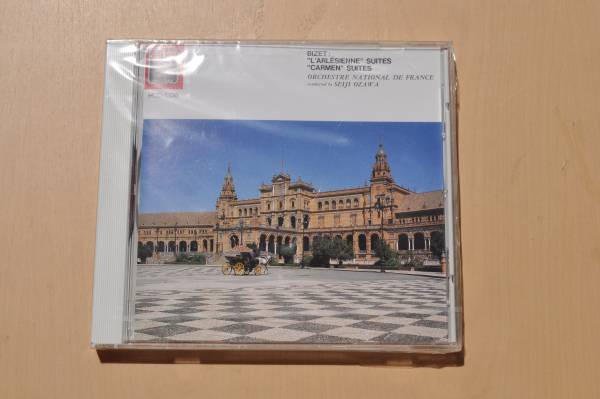 BIZET:
"L'ARLÉSIENNE" SUITES
"CARMEN" SUITES
ORCHESTRE NATIONAL DE FRANCE
conducted by SEIJI OZAWA